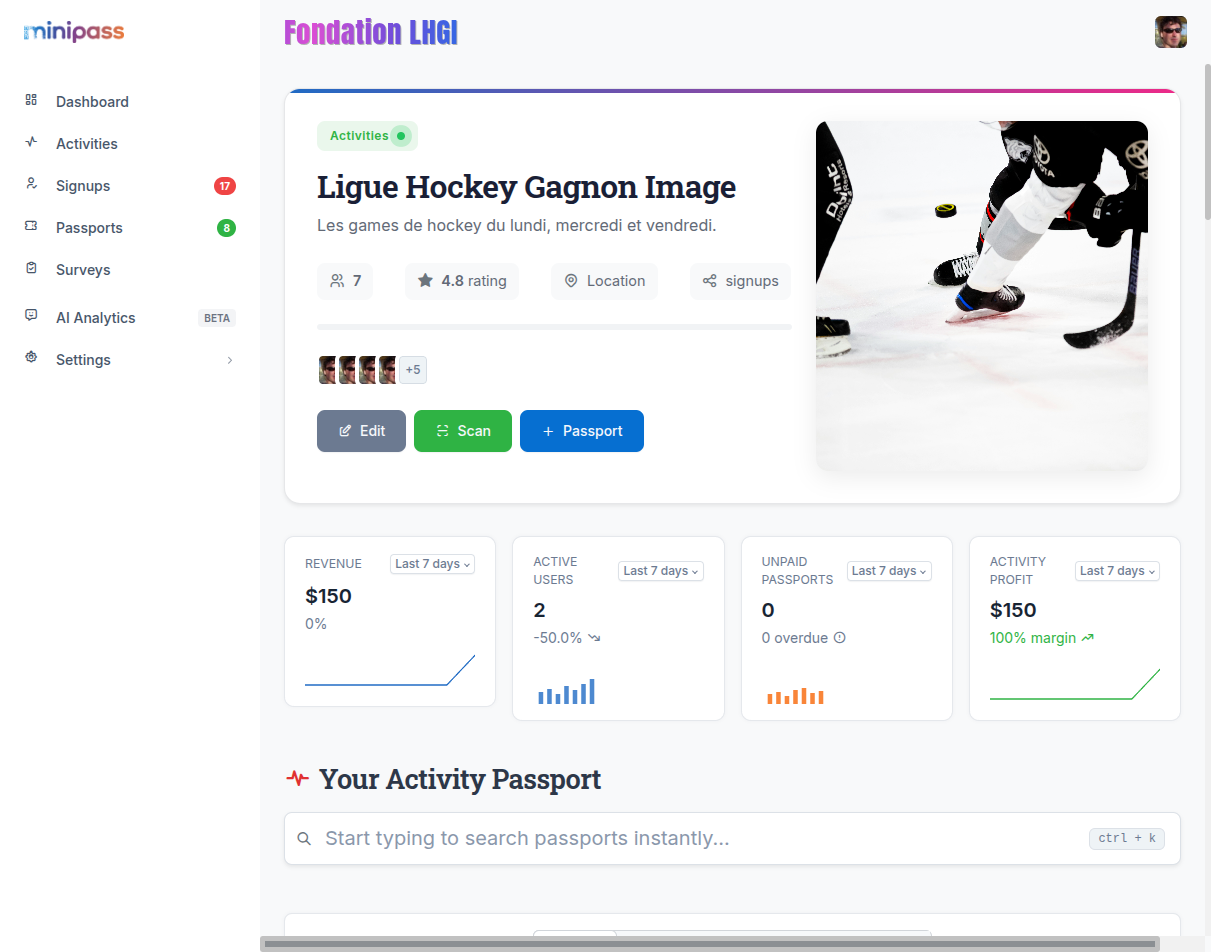 minipass
Fondation LHGI
Dashboard
Activities
Signups 17
Passports 8
Surveys
AI Analytics BETA
Settings
Activities
Ligue Hockey Gagnon Image
Les games de hockey du lundi, mercredi et vendredi.
7
4.8 rating
Location
signups
+5
Edit
Scan
Passport
REVENUE
Last 7 days
$150
0%
ACTIVE
USERS
Last 7 days
2
-50.0%
UNPAID
PASSPORTS
Last 7 days
0
0 overdue
ACTIVITY
PROFIT
Last 7 days
$150
100% margin
Your Activity Passport
Start typing to search passports instantly...
ctrl + k